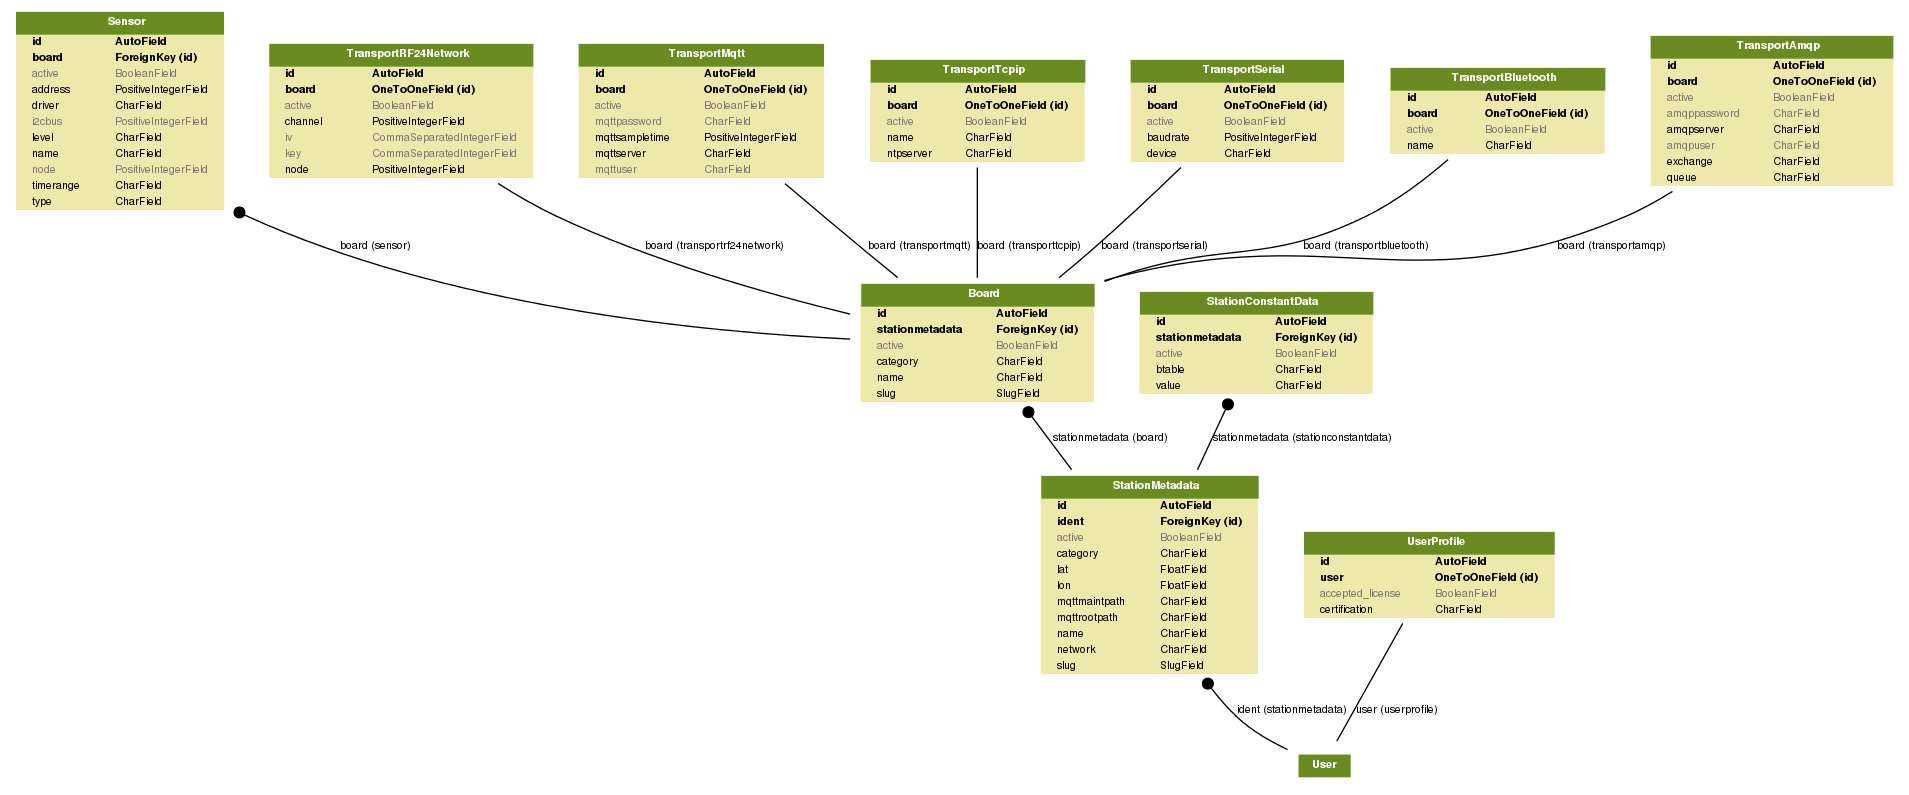 Sensor
id AutoField
board ForeignKey (id)
active BooleanField
address PositiveIntegerField
driver CharField
i2cbus PositiveIntegerField
level CharField
name CharField
node PositiveIntegerField
timerange CharField
type CharField
TransportRF24Network
id AutoField
board OneToOneField (id)
active BooleanField
channel PositiveIntegerField
iv CommaSeparatedIntegerField
key CommaSeparatedIntegerField
node PositiveIntegerField
TransportMqtt
id AutoField
board OneToOneField (id)
active BooleanField
mqttpassword CharField
mqttsampletime PositiveIntegerField
mqttserver CharField
mqttuser CharField
TransportTcpip
id AutoField
board OneToOneField (id)
active BooleanField
name CharField
ntpserver CharField
TransportSerial
id AutoField
board OneToOneField (id)
active BooleanField
baudrate PositiveIntegerField
device CharField
TransportBluetooth
id AutoField
board OneToOneField (id)
active BooleanField
name CharField
TransportAmqp
id AutoField
board OneToOneField (id)
active BooleanField
amqppassword CharField
amqpserver CharField
amqpuser CharField
exchange CharField
queue CharField
board (sensor)
board (transportrf24network)
board (transportmqtt)
board (transporttcpip)
board (transportserial)
board (transportbluetooth)
board (transportamqp)
Board
id AutoField
stationmetadata ForeignKey (id)
active BooleanField
category CharField
name CharField
slug SlugField
StationConstantData
id AutoField
stationmetadata ForeignKey (id)
active BooleanField
btable CharField
value CharField
stationmetadata (board)
stationmetadata (stationconstantdata)
StationMetadata
id AutoField
ident ForeignKey (id)
active BooleanField
category CharField
lat FloatField
lon FloatField
mqttmaintpath CharField
mqttrootpath CharField
name CharField
network CharField
slug SlugField
UserProfile
id AutoField
user OneToOneField (id)
accepted_license BooleanField
certification CharField
ident (stationmetadata)
user (userprofile)
User